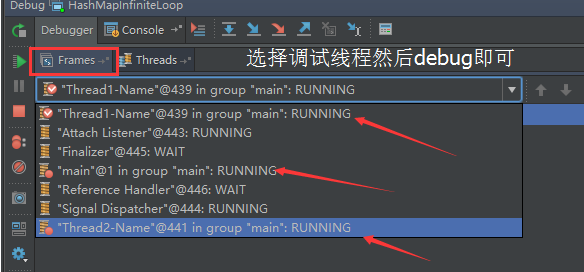 Debug HashMapInfiniteLoop
Debugger Console →"
Frames →" Threads →" 选择调试线程然后debug即可
"Thread1-Name"@439 in group "main": RUNNING
"Thread1-Name"@439 in group "main": RUNNING
"Attach Listener"@443: RUNNING
"Finalizer"@445: WAIT
"main"@1 in group "main": RUNNING
"Reference Handler"@446: WAIT
"Signal Dispatcher"@444: RUNNING
"Thread2-Name"@441 in group "main": RUNNING